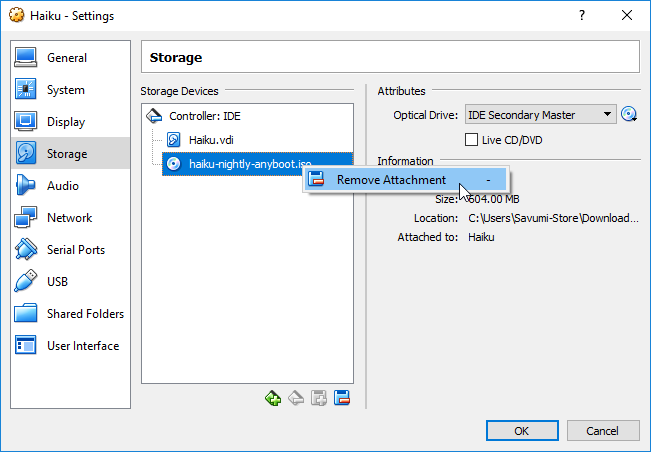 Haiku - Settings
?
General
System
Display
Storage
Audio
Network
Serial Ports
USB
Shared Folders
User Interface
Storage
Storage Devices
Controller: IDE
Haiku.vdi
haiku-nightly-anyboot.iso
Remove Attachment -
Attributes
Optical Drive: IDE Secondary Master
Live CD/DVD
Information
Size: 604.00 MB
Location: C:\Users\Savumi-Store\Download...
Attached to: Haiku
OK
Cancel